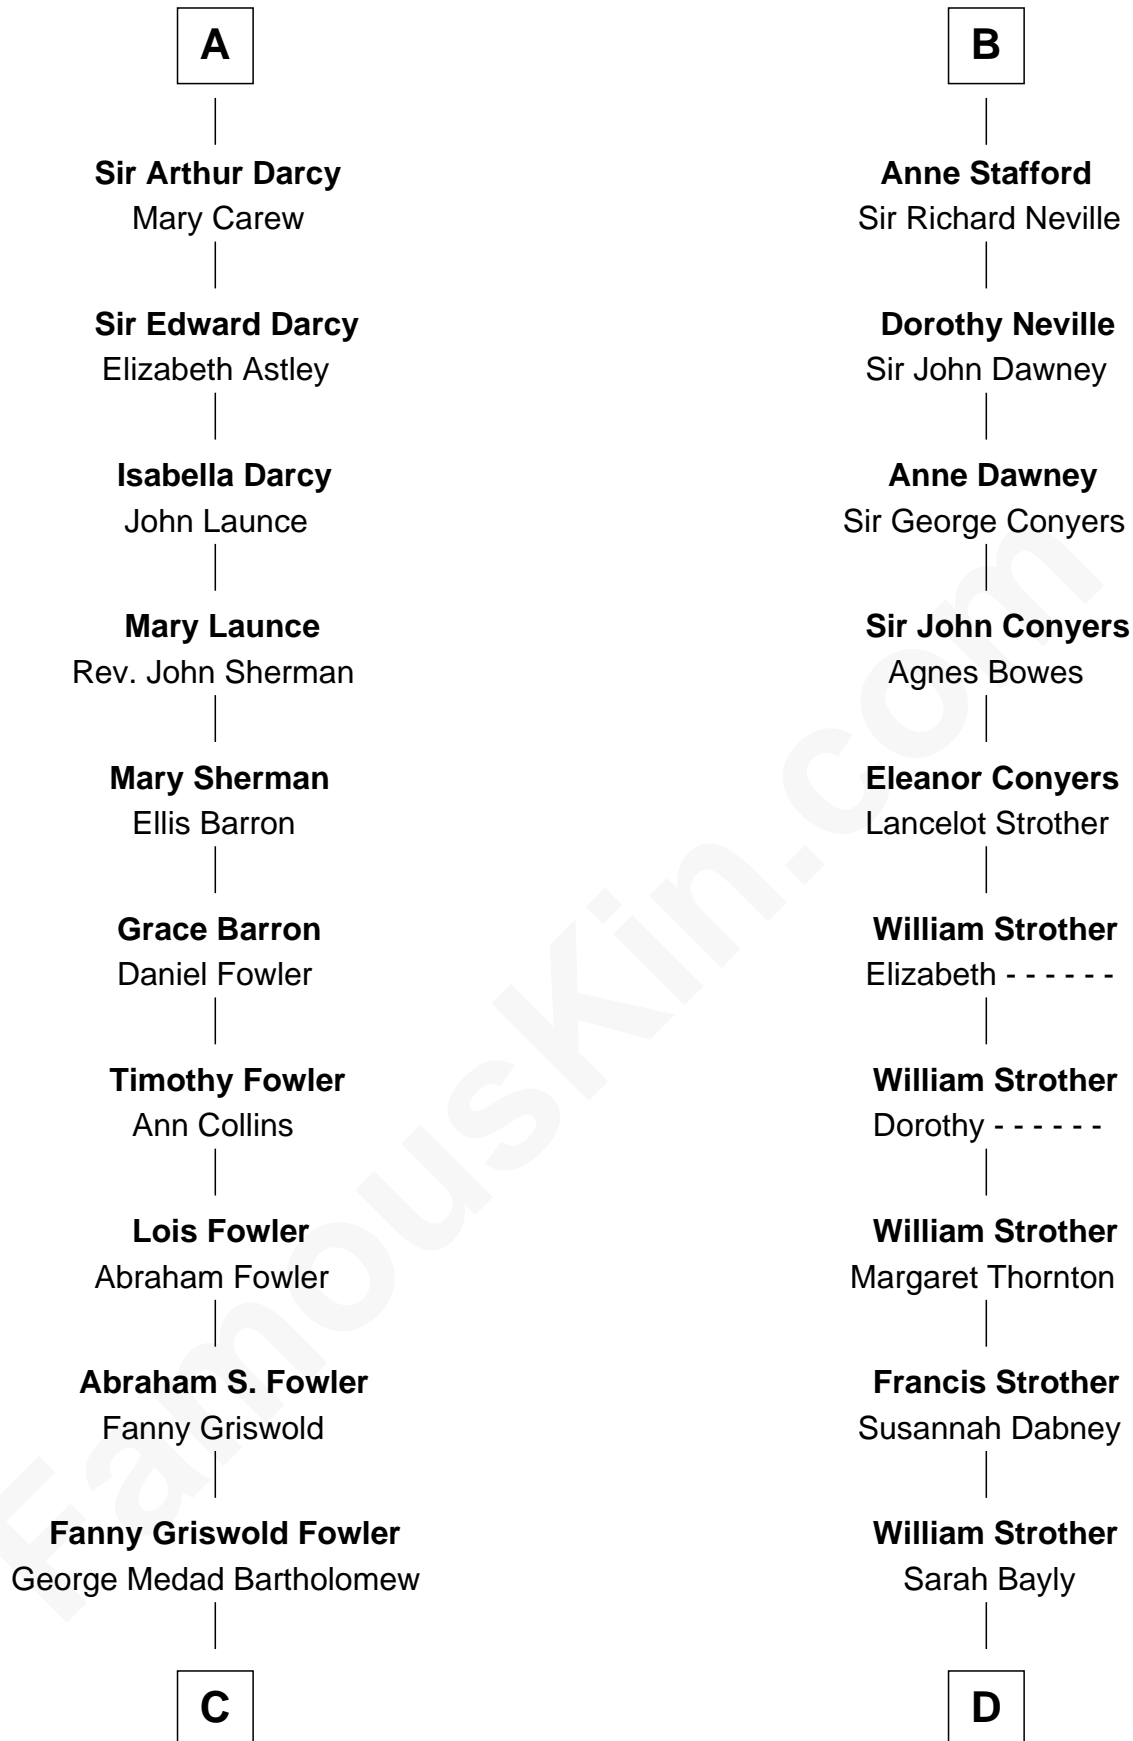 A
Sir Arthur Darcy
Mary Carew
Sir Edward Darcy
Elizabeth Astley
Isabella Darcy
John Launce
Mary Launce
Rev. John Sherman
Mary Sherman
Ellis Barron
Grace Barron
Daniel Fowler
Timothy Fowler
Ann Collins
Lois Fowler
Abraham Fowler
Abraham S. Fowler
Fanny Griswold
Fanny Griswold Fowler
George Medad Bartholomew
C
B
Anne Stafford
Sir Richard Neville
Dorothy Neville
Sir John Dawney
Anne Dawney
Sir George Conyers
Sir John Conyers
Agnes Bowes
Eleanor Conyers
Lancelot Strother
William Strother
Elizabeth - - - - - -
William Strother
Dorothy - - - - - -
William Strother
Margaret Thornton
Francis Strother
Susannah Dabney
William Strother
Sarah Bayly
D
FamousKin.com